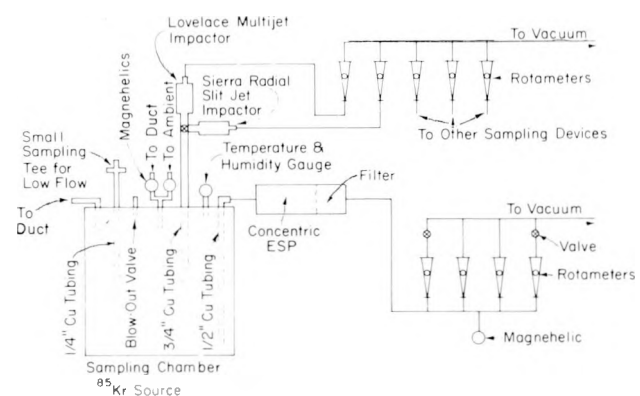 Lovelace Multijet
Impactor
To Vacuum
Rotameters
Sierra Radial
Slit Jet
Impactor
To Other Sampling Devices
Magnehelics
To Duct
To Ambient
Small
Sampling
Tee for
Low Flow
Temperature &
Humidity Gauge
To
Duct
Filter
Concentric
ESP
To Vacuum
Valve
Rotameters
Magnehelic
1/4" Cu Tubing
Blow-Out Valve
3/4" Cu Tubing
1/2" Cu Tubing
Sampling Chamber
85Kr Source